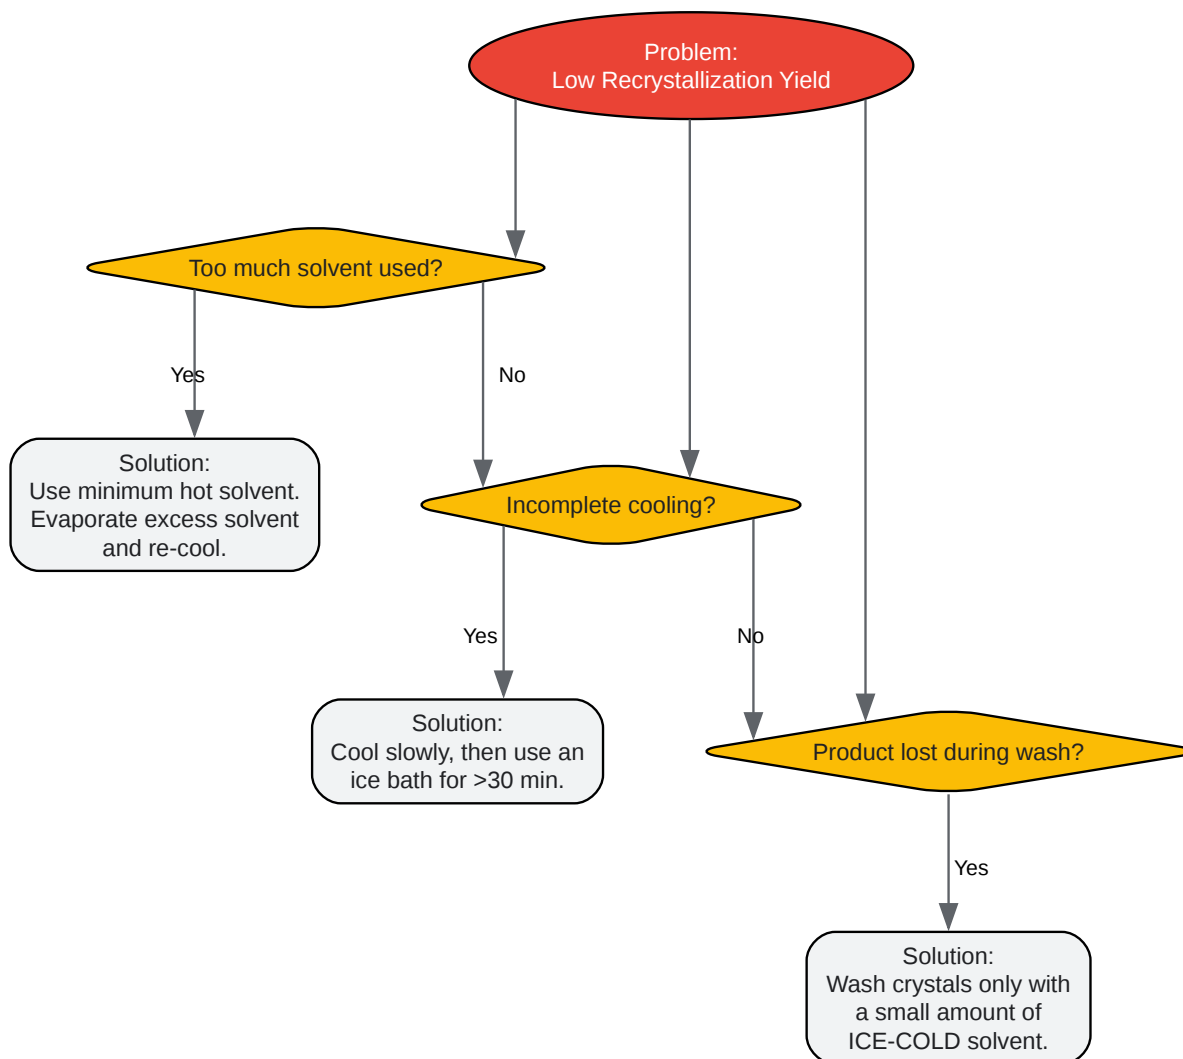 Problem:
Low Recrystallization Yield
Too much solvent used?
Yes
No
Solution:
Use minimum hot solvent.
Evaporate excess solvent
and re-cool.
Incomplete cooling?
Yes
No
Solution:
Cool slowly, then use an
ice bath for >30 min.
Product lost during wash?
Yes
Solution:
Wash crystals only with
a small amount of
ICE-COLD solvent.